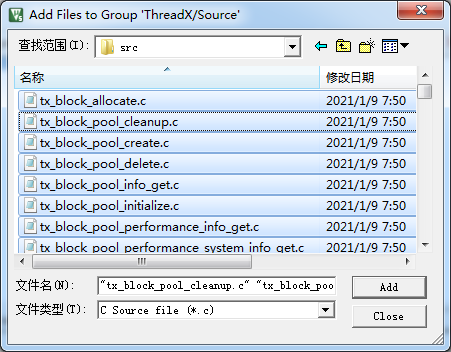 Add Files to Group 'ThreadX/Source'
查找范围(I): src
名称 修改日期
tx_block_allocate.c 2021/1/9 7:50
tx_block_pool_cleanup.c 2021/1/9 7:50
tx_block_pool_create.c 2021/1/9 7:50
tx_block_pool_delete.c 2021/1/9 7:50
tx_block_pool_info_get.c 2021/1/9 7:50
tx_block_pool_initialize.c 2021/1/9 7:50
tx_block_pool_performance_info_get.c 2021/1/9 7:50
tx_block_pool_performance_system_info_get.c 2021/1/9 7:50
文件名(N): "tx_block_pool_cleanup.c" "tx_block_poo Add
文件类型(T): C Source file (*.c) Close